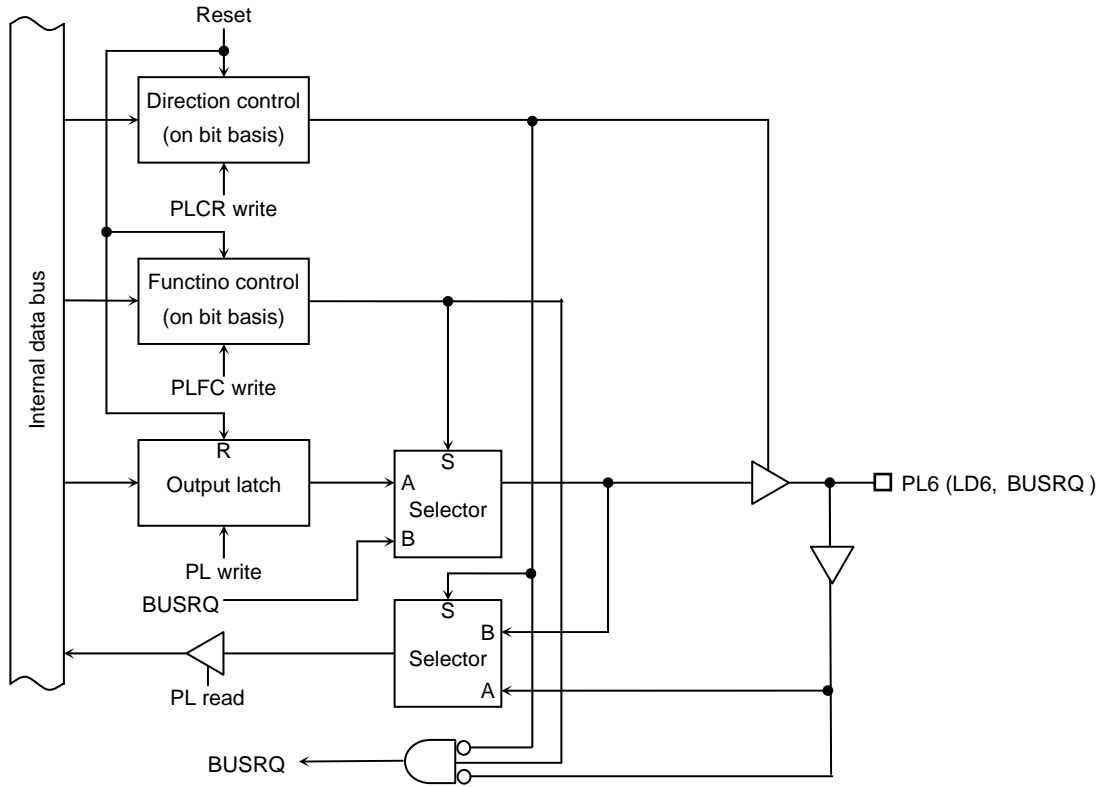 Reset
Direction control
(on bit basis)
PLCR write
Internal data bus
Functino control
(on bit basis)
PLFC write
R
Output latch
PL write
BUSRQ
S
A
Selector
B
PL6 (LD6, BUSRQ )
S
B
Selector
A
PL read
BUSRQ